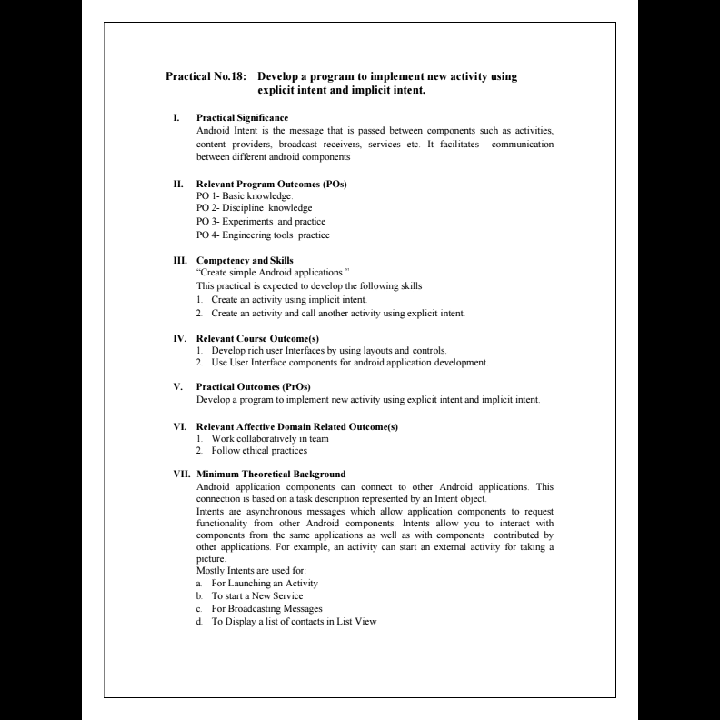 Practical No.18: Develop a program to implement new activity using
explicit intent and implicit intent.
I. Practical Significance
Android Intent is the message that is passed between components such as activities,
content providers, broadcast receivers, services etc. It facilitates communication
between different android components
II. Relevant Program Outcomes (POs)
PO 1- Basic knowledge.
PO 2- Discipline knowledge
PO 3- Experiments and practice
PO 4- Engineering tools practice
III. Competency and Skills
“Create simple Android applications.”
This practical is expected to develop the following skills
1. Create an activity using implicit intent.
2. Create an activity and call another activity using explicit intent.
IV. Relevant Course Outcome(s)
1. Develop rich user Interfaces by using layouts and controls.
2. Use User Interface components for android application development.
V. Practical Outcomes (PrOs)
Develop a program to implement new activity using explicit intent and implicit intent.
VI. Relevant Affective Domain Related Outcome(s)
1. Work collaboratively in team
2. Follow ethical practices
VII. Minimum Theoretical Background
Android application components can connect to other Android applications. This
connection is based on a task description represented by an Intent object.
Intents are asynchronous messages which allow application components to request
functionality from other Android components. Intents allow you to interact with
components from the same applications as well as with components contributed by
other applications. For example, an activity can start an external activity for taking a
picture.
Mostly Intents are used for:
a. For Launching an Activity
b. To start a New Service
c. For Broadcasting Messages
d. To Display a list of contacts in List View